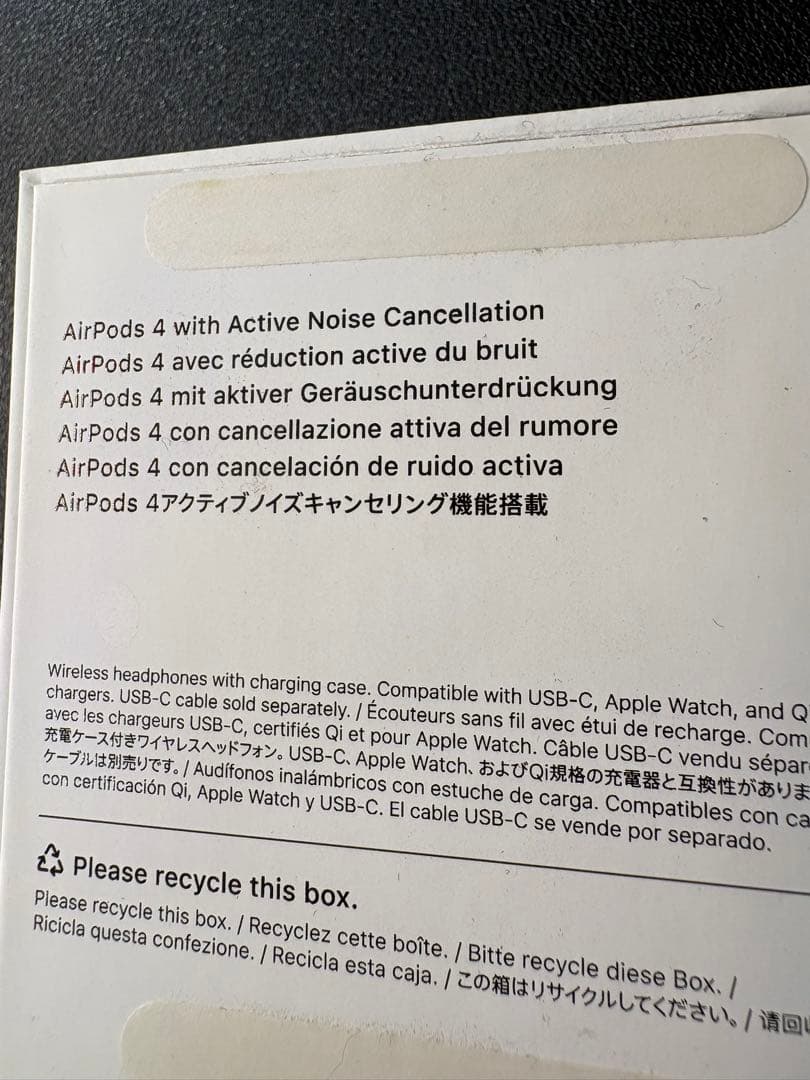 AirPods 4 with Active Noise Cancellation
AirPods 4 avec réduction active du bruit
AirPods 4 mit aktiver Geräuschunterdrückung
AirPods 4 con cancellazione attiva del rumore
AirPods 4 con cancelación de ruido activa
AirPods 4アクティブノイズキャンセリング機能搭載
Wireless headphones with charging case. Compatible with USB-C, Apple Watch, and Q
chargers. USB-C cable sold separately. / Écouteurs sans fil avec étui de recharge. Com
avec les chargeurs USB-C, certifiés Qi et pour Apple Watch. Câble USB-C vendu sépar
充電ケース付きワイヤレスヘッドフォン。USB-C、Apple Watch、およびQi規格の充電器と互換性がありま
ケーブルは別売りです。/ Audífonos inalámbricos con estuche de carga. Compatibles con ca
con certificación Qi, Apple Watch y USB-C. El cable USB-C se vende por separado.
Please recycle this box.
Please recycle this box. / Recyclez cette boîte. / Bitte recycle diese Box. /
Ricicla questa confezione. / Recicla esta caja. / この箱はリサイクルしてください。/ 请回